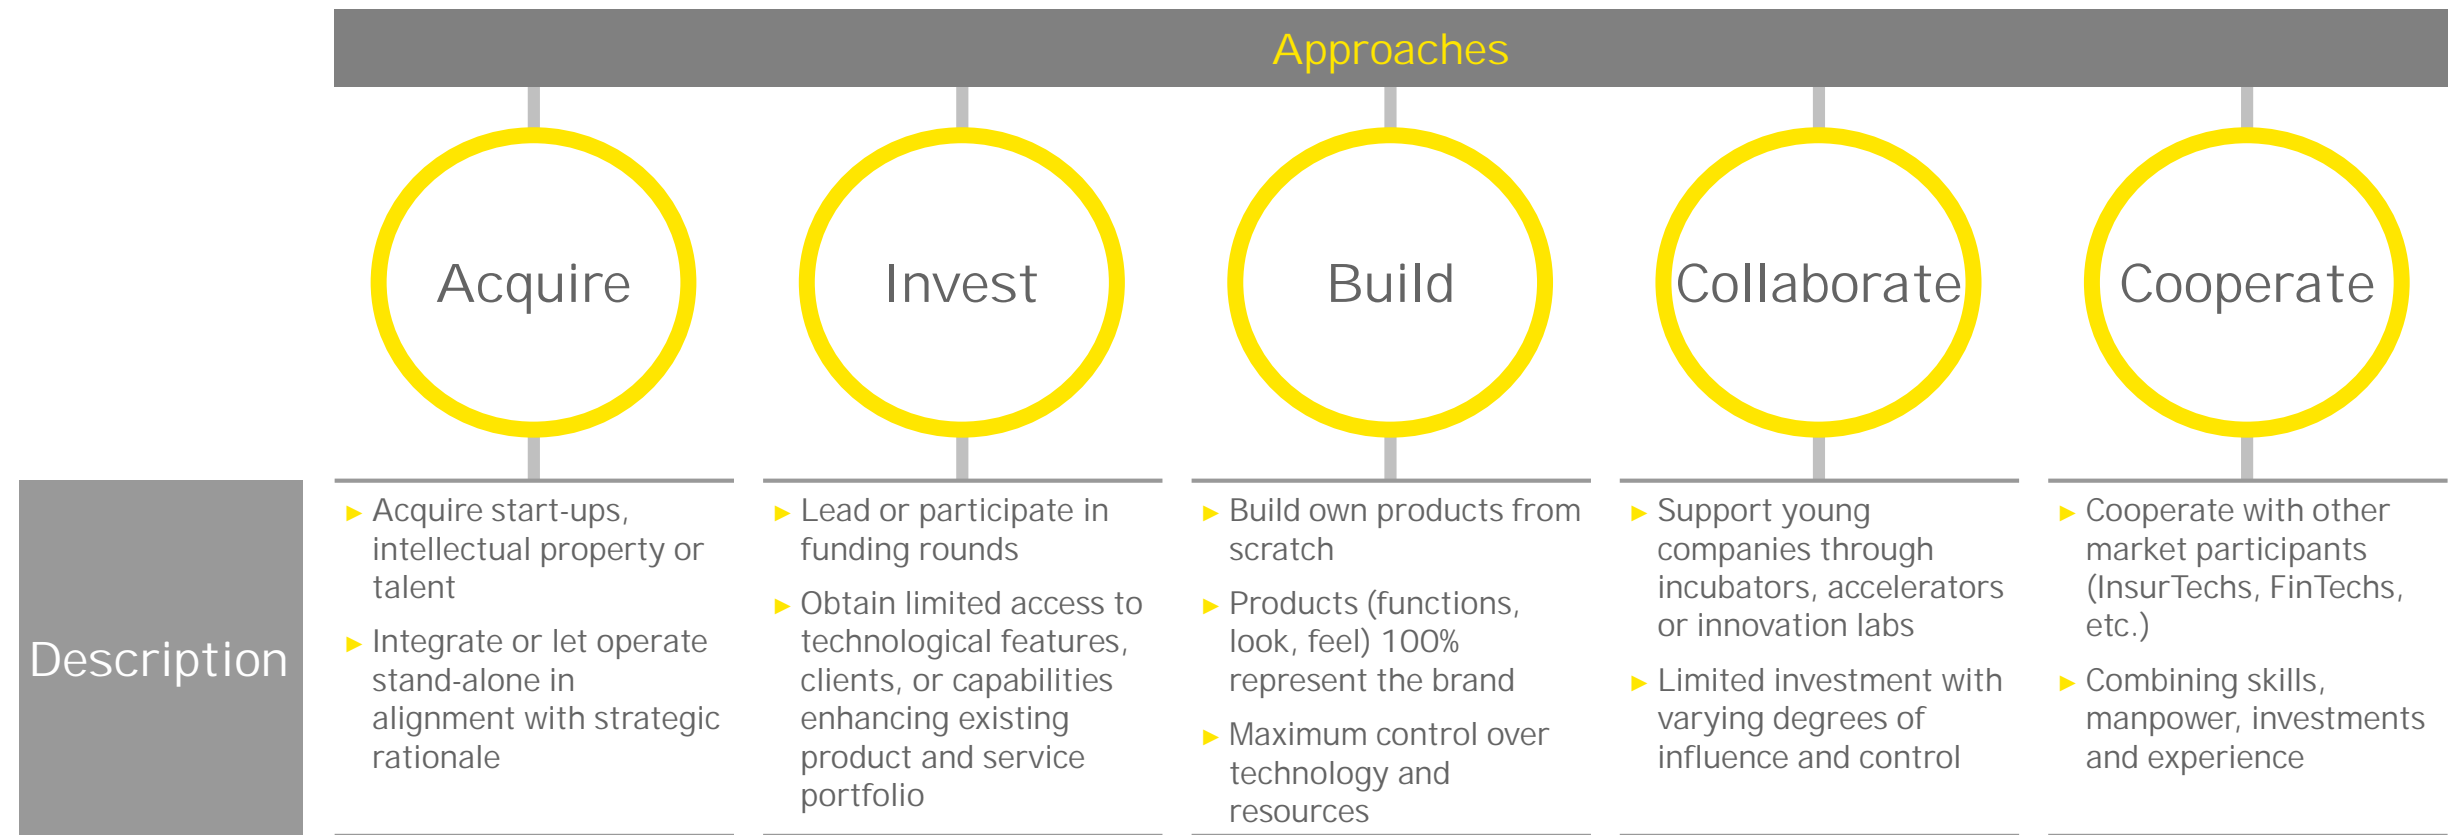 Approaches
Acquire
Invest
Build
Collaborate
Cooperate
Description
► Acquire start-ups,
intellectual property or
talent
► Integrate or let operate
stand-alone in
alignment with strategic
rationale
► Lead or participate in
funding rounds
► Obtain limited access to
technological features,
clients, or capabilities
enhancing existing
product and service
portfolio
► Build own products from
scratch
► Products (functions,
look, feel) 100%
represent the brand
► Maximum control over
technology and
resources
► Support young
companies through
incubators, accelerators
or innovation labs
► Limited investment with
varying degrees of
influence and control
► Cooperate with other
market participants
(InsurTechs, FinTechs,
etc.)
► Combining skills,
manpower, investments
and experience